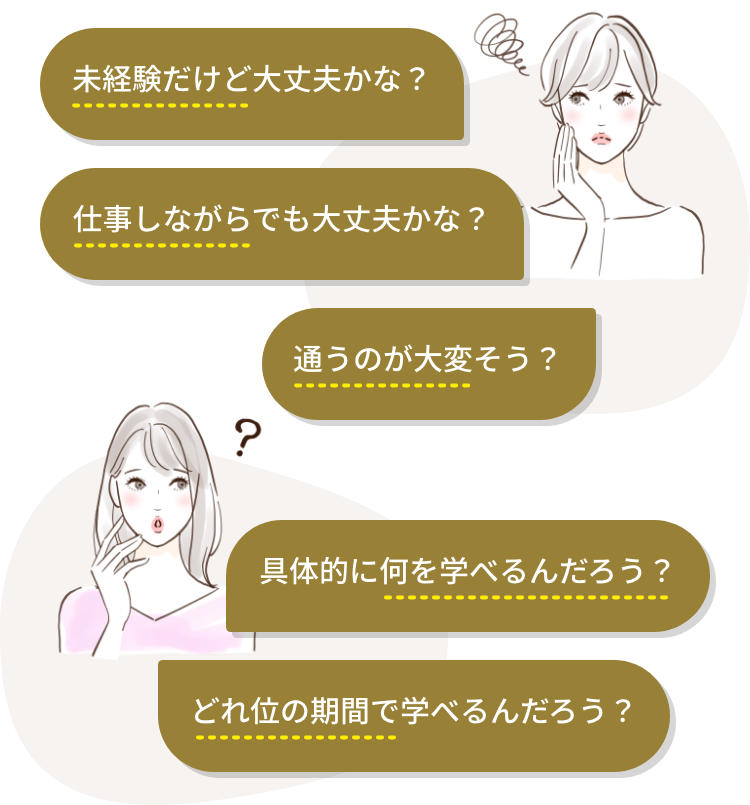 未経験だけど大丈夫かな？
仕事しながらでも大丈夫かな？
通うのが大変そう？
?
具体的に何を学べるんだろう？
どれ位の期間で学べるんだろう？